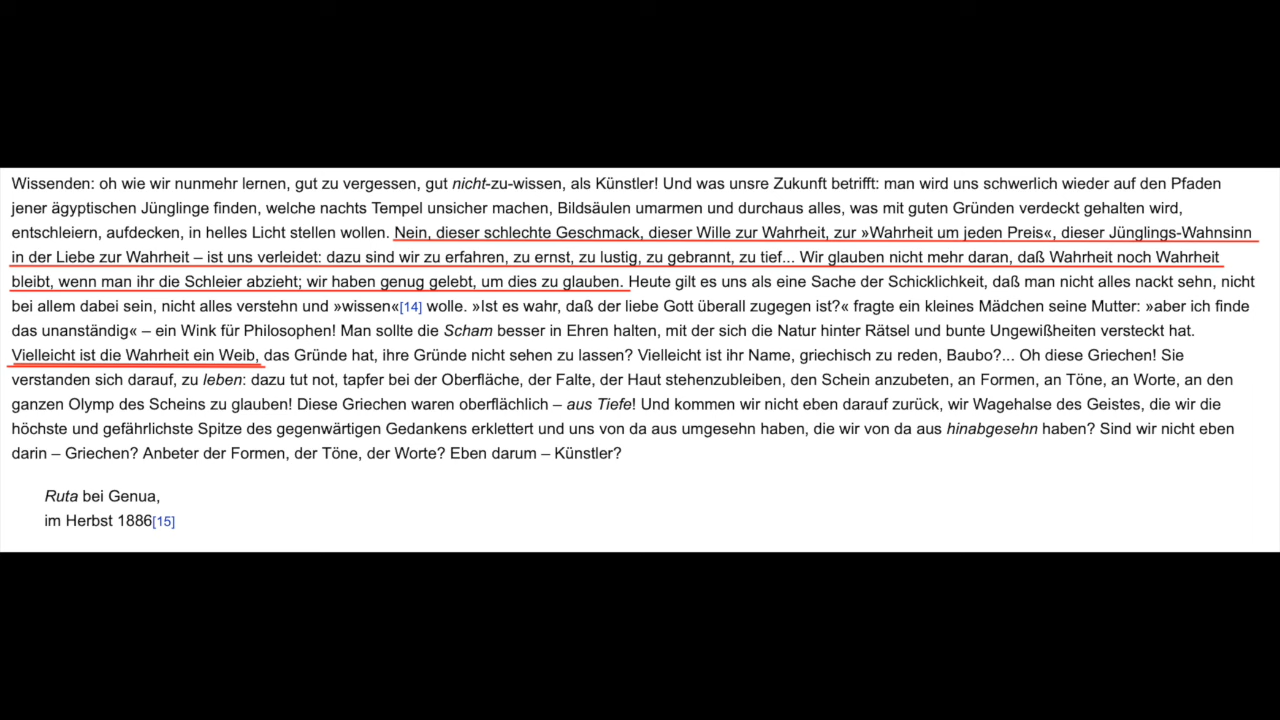 Wissenden: oh wie wir nunmehr lernen, gut zu vergessen, gut nicht-zu-wissen, als Künstler! Und was unsre Zukunft betrifft: man wird uns schwerlich wieder auf den Pfaden
jener ägyptischen Jünglinge finden, welche nachts Tempel unsicher machen, Bildsäulen umarmen und durchaus alles, was mit guten Gründen verdeckt gehalten wird,
entschleiern, aufdecken, in helles Licht stellen wollen. Nein, dieser schlechte Geschmack, dieser Wille zur Wahrheit, zur »Wahrheit um jeden Preis«, dieser Jünglings-Wahnsinn
in der Liebe zur Wahrheit – ist uns verleidet: dazu sind wir zu erfahren, zu ernst, zu lustig, zu gebrannt, zu tief... Wir glauben nicht mehr daran, daß Wahrheit noch Wahrheit
bleibt, wenn man ihr die Schleier abzieht; wir haben genug gelebt, um dies zu glauben. Heute gilt es uns als eine Sache der Schicklichkeit, daß man nicht alles nackt sehn, nicht
bei allem dabei sein, nicht alles verstehn und »wissen«[14] wolle. »Ist es wahr, daß der liebe Gott überall zugegen ist?« fragte ein kleines Mädchen seine Mutter: »aber ich finde
das unanständig« – ein Wink für Philosophen! Man sollte die Scham besser in Ehren halten, mit der sich die Natur hinter Rätsel und bunte Ungewißheiten versteckt hat.
Vielleicht ist die Wahrheit ein Weib, das Gründe hat, ihre Gründe nicht sehen zu lassen? Vielleicht ist ihr Name, griechisch zu reden, Baubo?... Oh diese Griechen! Sie
verstanden sich darauf, zu leben: dazu tut not, tapfer bei der Oberfläche, der Falte, der Haut stehenzubleiben, den Schein anzubeten, an Formen, an Töne, an Worte, an den
ganzen Olymp des Scheins zu glauben! Diese Griechen waren oberflächlich – aus Tiefe! Und kommen wir nicht eben darauf zurück, wir Wagehalse des Geistes, die wir die
höchste und gefährlichste Spitze des gegenwärtigen Gedankens erklettert und uns von da aus umgesehn haben, die wir von da aus hinabgesehn haben? Sind wir nicht eben
darin – Griechen? Anbeter der Formen, der Töne, der Worte? Eben darum – Künstler?
Ruta bei Genua,
im Herbst 1886[15]